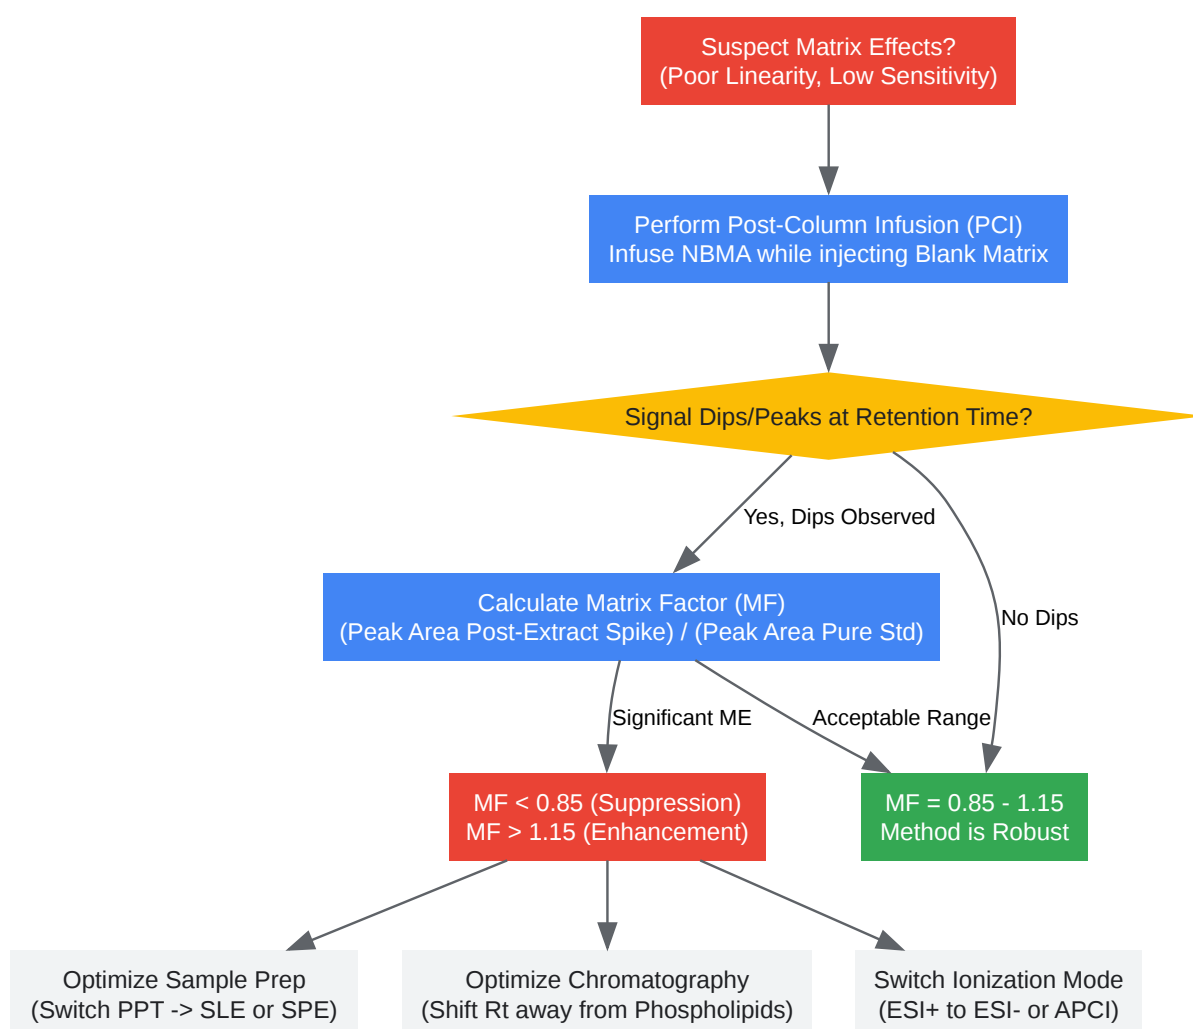 Suspect Matrix Effects?
(Poor Linearity, Low Sensitivity)
Perform Post-Column Infusion (PCI)
Infuse NBMA while injecting Blank Matrix
Signal Dips/Peaks at Retention Time?
Yes, Dips Observed
Calculate Matrix Factor (MF)
(Peak Area Post-Extract Spike) / (Peak Area Pure Std)
No Dips
Significant ME
Acceptable Range
MF < 0.85 (Suppression)
MF > 1.15 (Enhancement)
MF = 0.85 - 1.15
Method is Robust
Optimize Sample Prep
(Switch PPT -> SLE or SPE)
Optimize Chromatography
(Shift Rt away from Phospholipids)
Switch Ionization Mode
(ESI+ to ESI- or APCI)